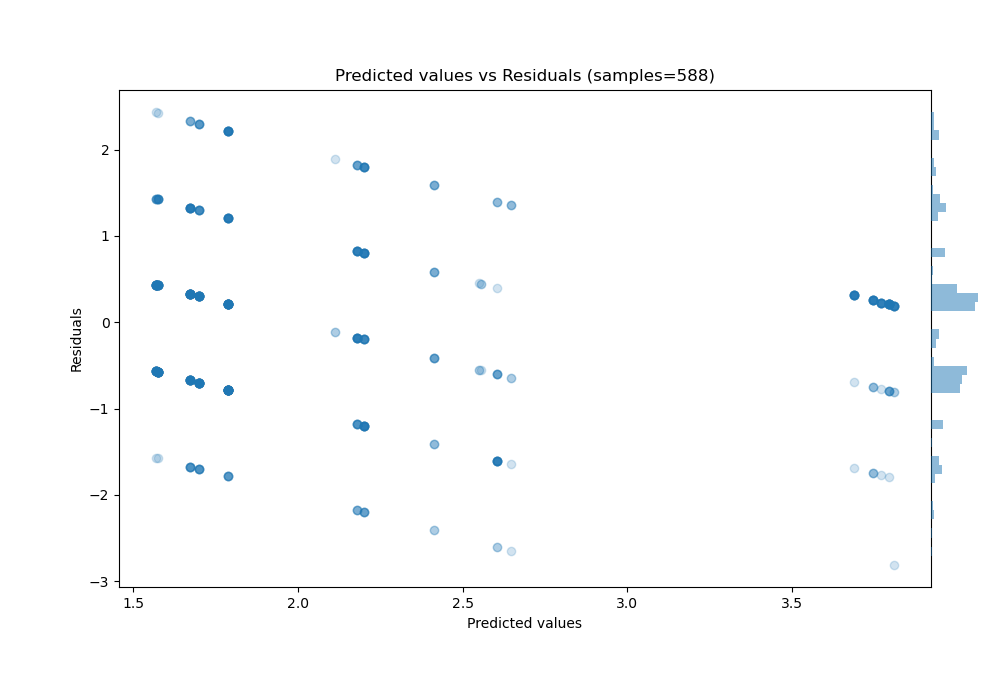 Predicted values vs Residuals (samples=588)
2
1
0
−1
−2
−3
Residuals
1.5 2.0 2.5 3.0 3.5
Predicted values